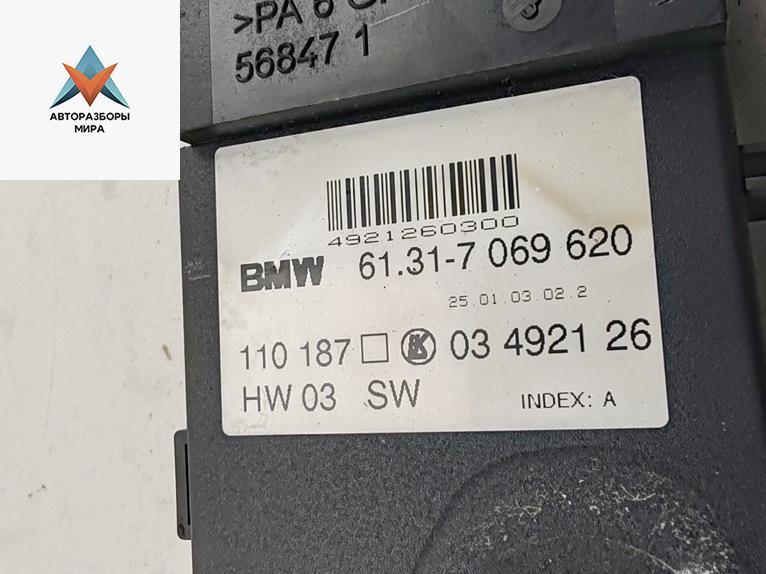 АВТОРАЗБОРЫ
МИРА
>PA 6
56847 1
4921260300
BMW 61.31-7 069 620
25.01.03.02.2
110 187 □ K 03 4921 26
HW 03 SW
INDEX: A